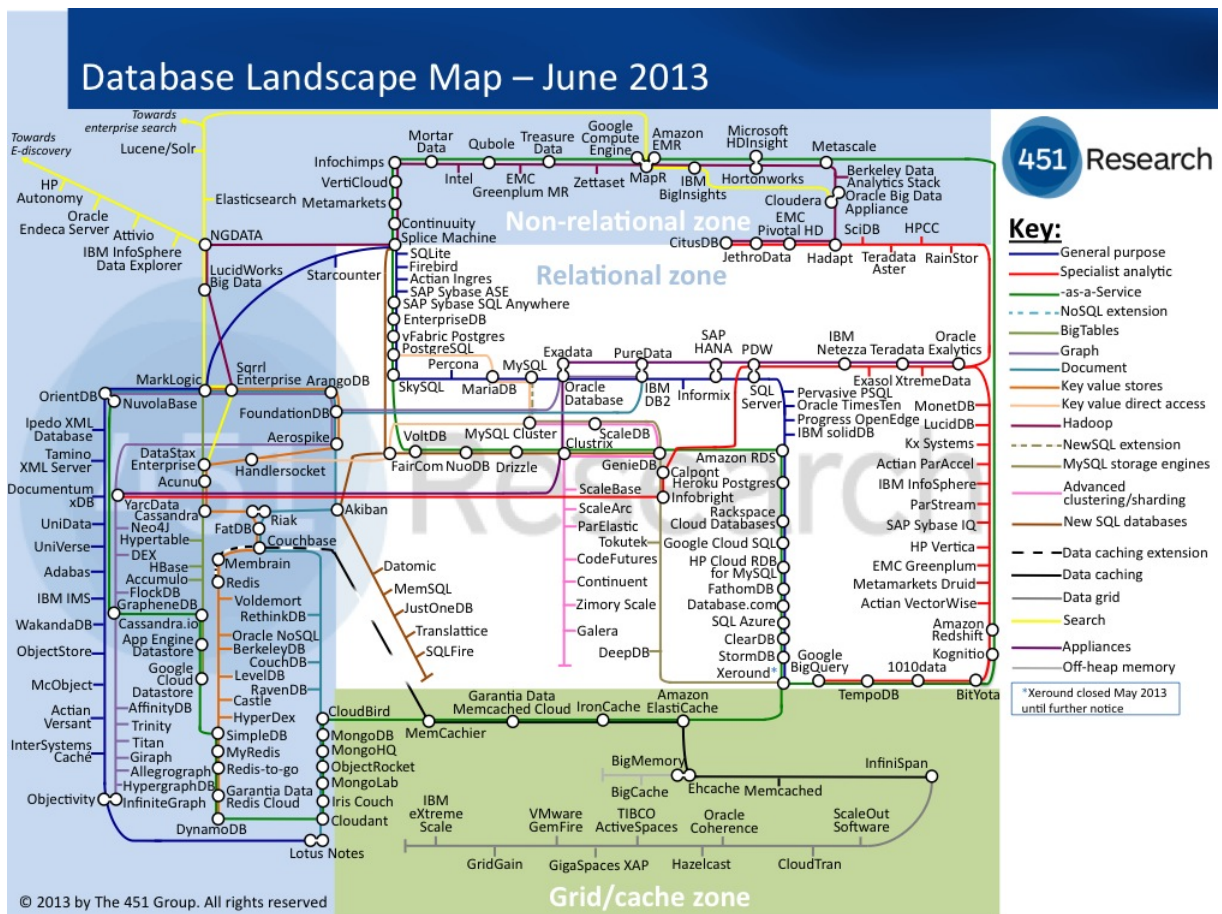 Database Landscape Map – June 2013
451 Research
Towards
enterprise search
Towards
E-discovery
Lucene/Solr
HP
Autonomy
Oracle
Endeca Server
Attivio
IBM InfoSphere
Data Explorer
Elasticsearch
NGDATA
LucidWorks
Big Data
Starcounter
Infochimps
VertiCloud
Metamarkets
Continuity
Splice Machine
Mortar
Data
Intel
Qubole
EMC
Greenplum MR
Treasure
Data
Zettaset
Google
Compute
Engine
MapR
Amazon
EMR
IBM
BigInsights
Microsoft
HDInsight
Hortonworks
Metascale
Berkeley Data
Analytics Stack
Cloudera
Oracle Big Data
Appliance
Non-relational zone
EMC
Pivotal HD
CitusDB
JethroData
Hadapt
SciDB
Teradata
Aster
HPCC
RainStor
Relational zone
SQLite
Firebird
Actian Ingres
SAP Sybase ASE
SAP Sybase SQL Anywhere
EnterpriseDB
vFabric Postgres
PostgreSQL
SkySQL
Percona
MariaDB
MySQL
Exadata
Oracle
Database
PureData
IBM
DB2
Informix
SAP
HANA
PDW
SQL
Server
IBM
Netezza
Exasol
Teradata
XtremeData
Oracle
Exalytics
Pervasive PSQL
Oracle TimesTen
Progress OpenEdge
IBM solidDB
MySQL Cluster
ScaleDB
VoltDB
FairCom
NuoDB
Drizzle
Clustrix
GenieDB
Amazon RDS
Calpont
Heroku Postgres
Infobright
Rackspace
Cloud Databases
Google Cloud SQL
HP Cloud RDB
for MySQL
FathomDB
Database.com
SQL Azure
ClearDB
StormDB
Xeround*
ScaleBase
ScaleArc
ParElastic
Tokutek
CodeFutures
Continuent
Zimory Scale
Galera
DeepDB
MonetDB
LucidDB
Kx Systems
Actian ParAccel
IBM InfoSphere
ParStream
SAP Sybase IQ
HP Vertica
EMC Greenplum
Metamarkets Druid
Actian VectorWise
Amazon
Redshift
Kognitio
Google
BigQuery
TempoDB
1010data
BitYota
MarkLogic
Sqrrl
Enterprise
ArangoDB
OrientDB
NuvolaBase
FoundationDB
Ipedo XML
Database
Tamino
XML Server
Aerospike
DataStax
Enterprise
Handlersocket
Acunu
Documentum
xDB
YarcData
Cassandra
Akiban
UniData
Neo4J
Hypertable
FatDB
Riak
UniVerse
DEX
Couchbase
Adabas
HBase
Accumulo
Membrain
Redis
IBM IMS
FlockDB
GrapheneDB
Voldemort
RethinkDB
WakandaDB
Cassandra.io
App Engine
Datastore
Oracle NoSQL
BerkeleyDB
ObjectStore
CouchDB
Google
Cloud
Datastore
LevelDB
RavenDB
McObject
Castle
AffinityDB
HyperDex
Actian
Versant
Trinity
SimpleDB
CloudBird
MongoDB
InterSystems
Caché
Titan
MyRedis
MongoHQ
Giraph
Redis-to-go
ObjectRocket
Allegrograph
MongoLab
HypergraphDB
Garantia Data
Redis Cloud
Objectivity
InfiniteGraph
Iris Couch
DynamoDB
Cloudant
Lotus Notes
Datomic
MemSQL
JustOneDB
Translattice
SQLFire
MemCachier
Garantia Data
Memcached Cloud
IronCache
Amazon
ElastiCache
BigMemory
BigCache
Ehcache
Memcached
InfiniSpan
IBM
eXtreme
Scale
GridGain
VMware
GemFire
GigaSpaces XAP
TIBCO
ActiveSpaces
Hazelcast
Oracle
Coherence
CloudTran
ScaleOut
Software
Grid/cache zone
Key:
General purpose
Specialist analytic
-as-a-Service
NoSQL extension
BigTables
Graph
Document
Key value stores
Key value direct access
Hadoop
NewSQL extension
MySQL storage engines
Advanced
clustering/sharding
New SQL databases
Data caching extension
Data caching
Data grid
Search
Appliances
Off-heap memory
*Xeround closed May 2013
until further notice
451 Research
© 2013 by The 451 Group. All rights reserved